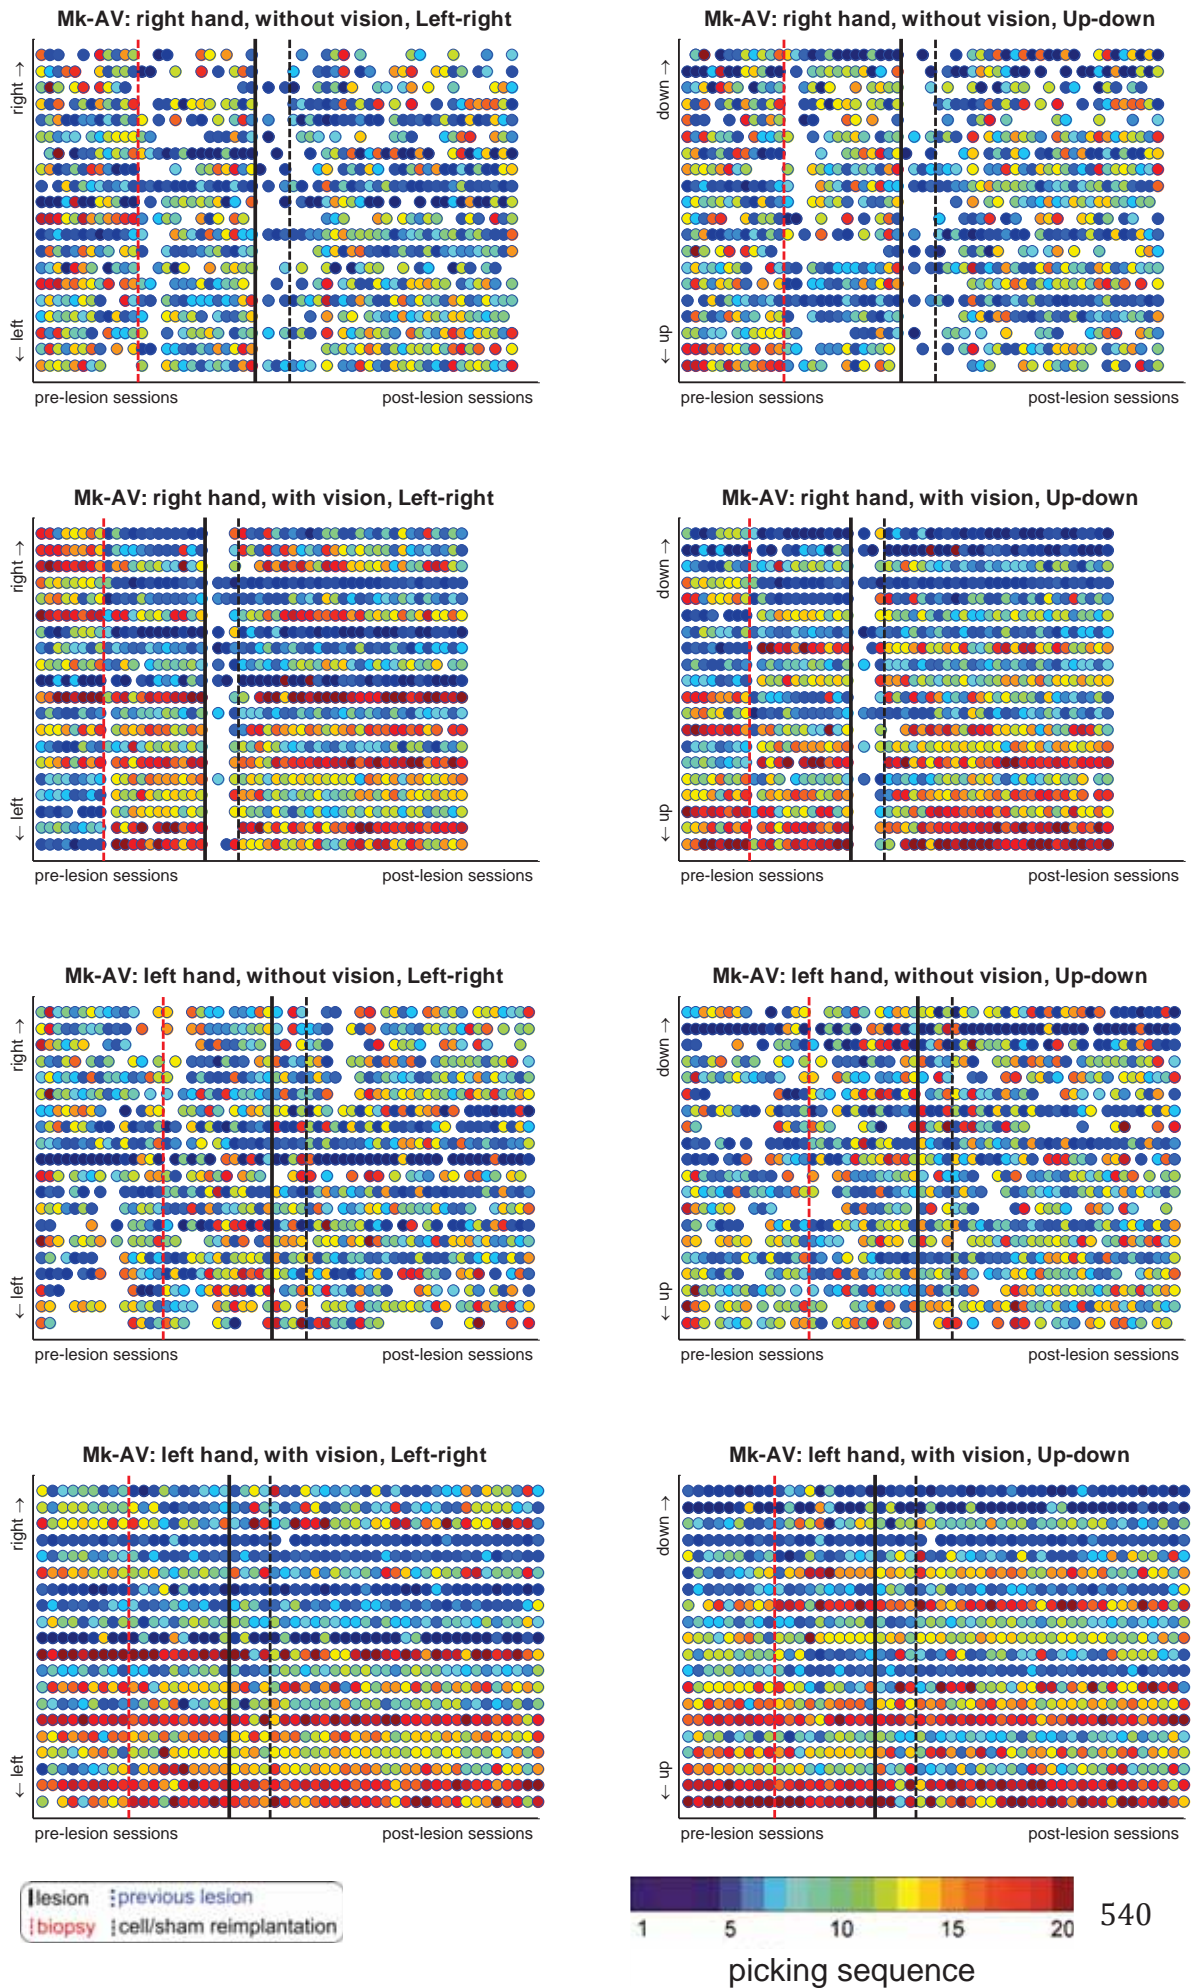 Mk-AV: right hand, without vision, Left-right
Mk-AV: right hand, without vision, Up-down
right →
← left
down →
← up
pre-lesion sessions
post-lesion sessions
pre-lesion sessions
post-lesion sessions
Mk-AV: right hand, with vision, Left-right
Mk-AV: right hand, with vision, Up-down
right →
← left
down →
← up
pre-lesion sessions
post-lesion sessions
pre-lesion sessions
post-lesion sessions
Mk-AV: left hand, without vision, Left-right
Mk-AV: left hand, without vision, Up-down
right →
← left
down →
← up
pre-lesion sessions
post-lesion sessions
pre-lesion sessions
post-lesion sessions
Mk-AV: left hand, with vision, Left-right
Mk-AV: left hand, with vision, Up-down
right →
← left
down →
← up
pre-lesion sessions
post-lesion sessions
pre-lesion sessions
post-lesion sessions
lesion previous lesion
biopsy cell/sham reimplantation
1 5 10 15 20
picking sequence
540